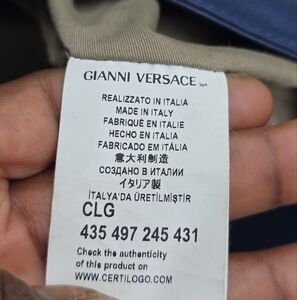 GIANNI VERSACE SpA
REALIZZATO IN ITALIA
MADE IN ITALY
FABRIQUÉ EN ITALIE
HECHO EN ITALIA
FABRICADO EM ITÁLIA
意大利制造
СОЗДАНО В ИТАЛИИ
イタリア製
İTALYA'DA ÜRETİLMİŞTİR
CLG
435 497 245 431
Check the authenticity
of this product on
WWW.CERTILOGO.COM